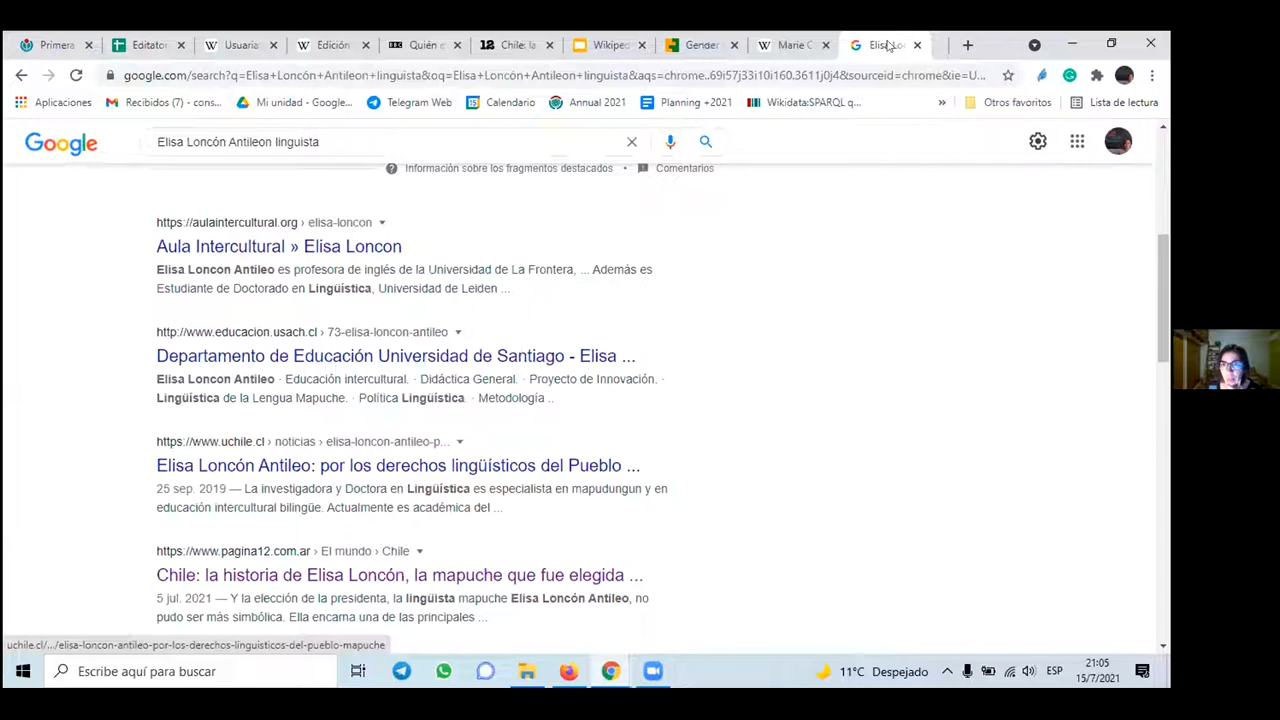 Primera
Editato
Usuaria
Edición
BBC Quién e
12 Chile: la
Wikiped
Gender
Marie C
Elisa Lo
google.com/search?q=Elisa+Loncón+Antileon+linguista&oq=Elisa+Loncón+Antileon+linguista&aqs=chrome..69i57j33i10i160.3611j0j4&sourceid=chrome&ie=U...
Aplicaciones
Recibidos (7) - cons...
Mi unidad - Google...
Telegram Web
Calendario
Annual 2021
Planning +2021
Wikidata:SPARQL q...
»
Otros favoritos
Lista de lectura
Google
Elisa Loncón Antileon linguista
Información sobre los fragmentos destacados • Comentarios
https://aulaintercultural.org › elisa-loncon
Aula Intercultural » Elisa Loncon
Elisa Loncon Antileo es profesora de inglés de la Universidad de La Frontera, ... Además es
Estudiante de Doctorado en Lingüística, Universidad de Leiden ...
http://www.educacion.usach.cl › 73-elisa-loncon-antileo
Departamento de Educación Universidad de Santiago - Elisa ...
Elisa Loncon Antileo · Educación intercultural. · Didáctica General. · Proyecto de Innovación. ·
Lingüística de la Lengua Mapuche. · Política Lingüística. · Metodología ..
https://www.uchile.cl › noticias › elisa-loncon-antileo-p...
Elisa Loncón Antileo: por los derechos lingüísticos del Pueblo ...
25 sep. 2019 — La investigadora y Doctora en Lingüística es especialista en mapudungun y en
educación intercultural bilingüe. Actualmente es académica del ...
https://www.pagina12.com.ar › El mundo › Chile
Chile: la historia de Elisa Loncón, la mapuche que fue elegida ...
5 jul. 2021 — Y la elección de la presidenta, la lingüista mapuche Elisa Loncón Antileo, no
pudo ser más simbólica. Ella encarna una de las principales ...
uchile.cl/.../elisa-loncon-antileo-por-los-derechos-linguisticos-del-pueblo-mapuche
Escribe aquí para buscar
11°C Despejado
ESP
21:05
15/7/2021